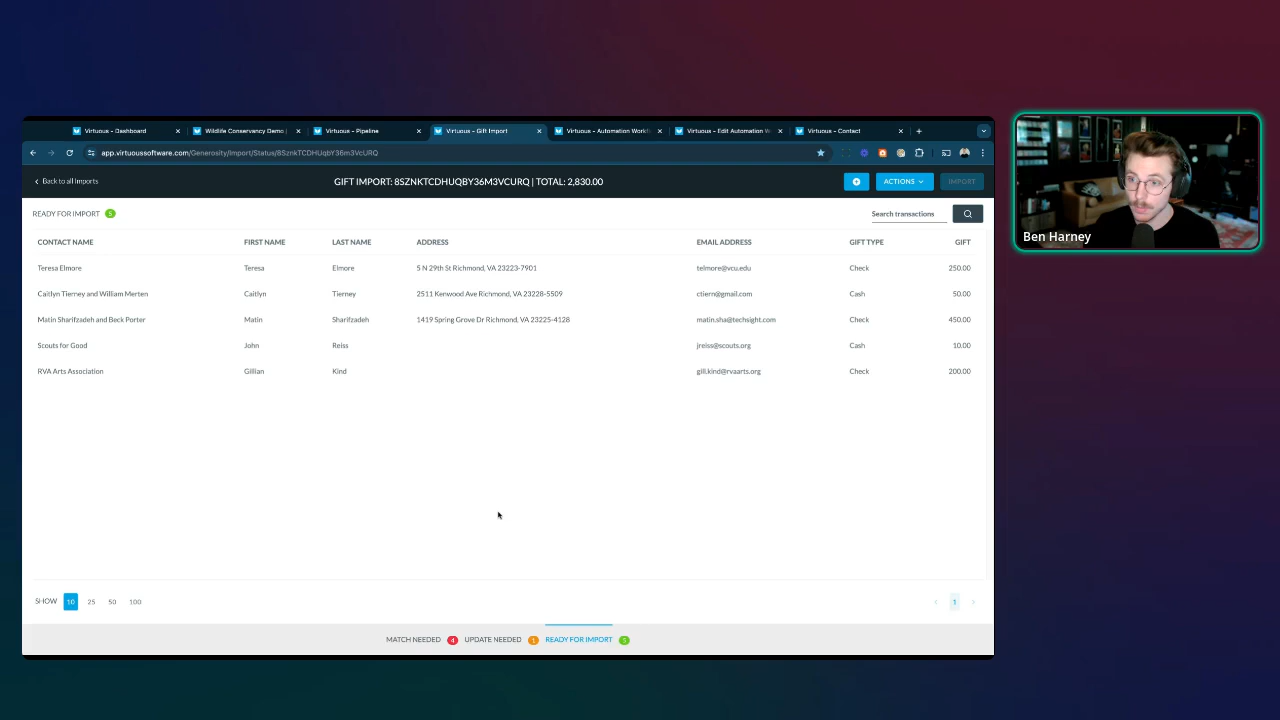 Virtuous - Dashboard
Wildlife Conservancy Demo |
Virtuous - Pipeline
Virtuous - Gift Import
Virtuous - Automation Workf
Virtuous - Edit Automation W
Virtuous - Contact
app.virtuoussoftware.com/Generosity/Import/Status/8SznkTCDHUqbY36m3VcURQ
Back to all Imports
GIFT IMPORT: 8SZNKTCDHUQBY36M3VCURQ | TOTAL: 2,830.00
ACTIONS
IMPORT
READY FOR IMPORT 5
Search transactions
CONTACT NAME FIRST NAME LAST NAME ADDRESS EMAIL ADDRESS GIFT TYPE GIFT
Teresa Elmore Teresa Elmore 5 N 29th St Richmond, VA 23223-7901 telmore@vcu.edu Check 250.00
Caitlyn Tierney and William Merten Caitlyn Tierney 2511 Kenwood Ave Richmond, VA 23228-5509 ctiern@gmail.com Cash 50.00
Matin Sharifzadeh and Beck Porter Matin Sharifzadeh 1419 Spring Grove Dr Richmond, VA 23225-4128 matin.sha@techsight.com Check 450.00
Scouts for Good John Reiss jreiss@scouts.org Cash 10.00
RVA Arts Association Gillian Kind gill.kind@rvaarts.org Check 200.00
SHOW 10 25 50 100
1
MATCH NEEDED 4 UPDATE NEEDED 1 READY FOR IMPORT 5
Ben Harney